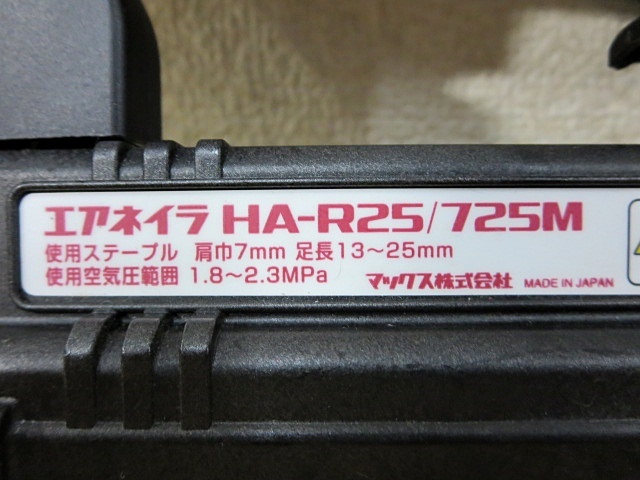 エアネイラ HA-R25/725M
使用ステープル 肩巾7mm 足長13～25mm
使用空気圧範囲 1.8～2.3MPa マックス株式会社 MADE IN JAPAN